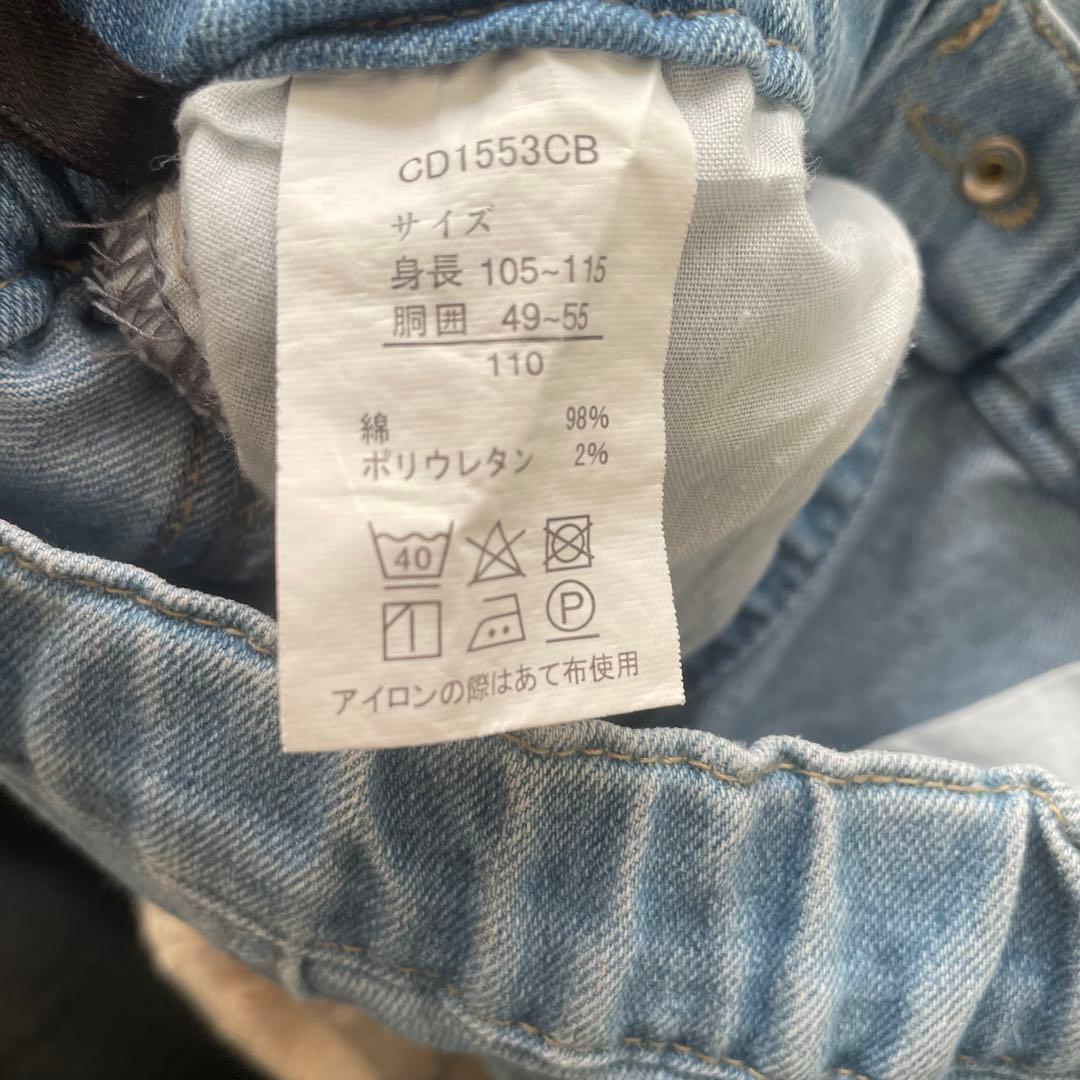 CD1553CB
サイズ
身長 105~115
胴囲 49~55
110
綿 98%
ポリウレタン 2%
40
P
アイロンの際はあて布使用